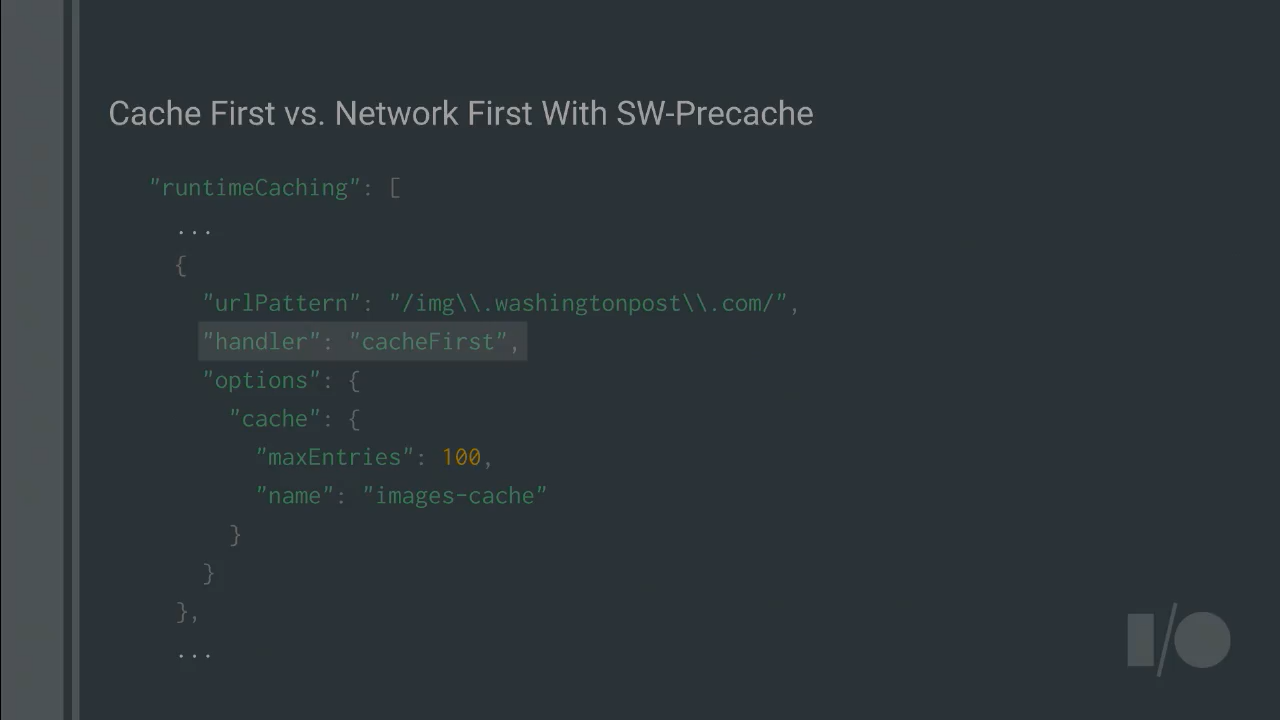 Cache First vs. Network First With SW-Precache
"runtimeCaching": [
...
{
"urlPattern": "/img\\.washingtonpost\\.com/",
"handler": "cacheFirst",
"options": {
"cache": {
"maxEntries": 100,
"name": "images-cache"
}
}
},
...
I/O